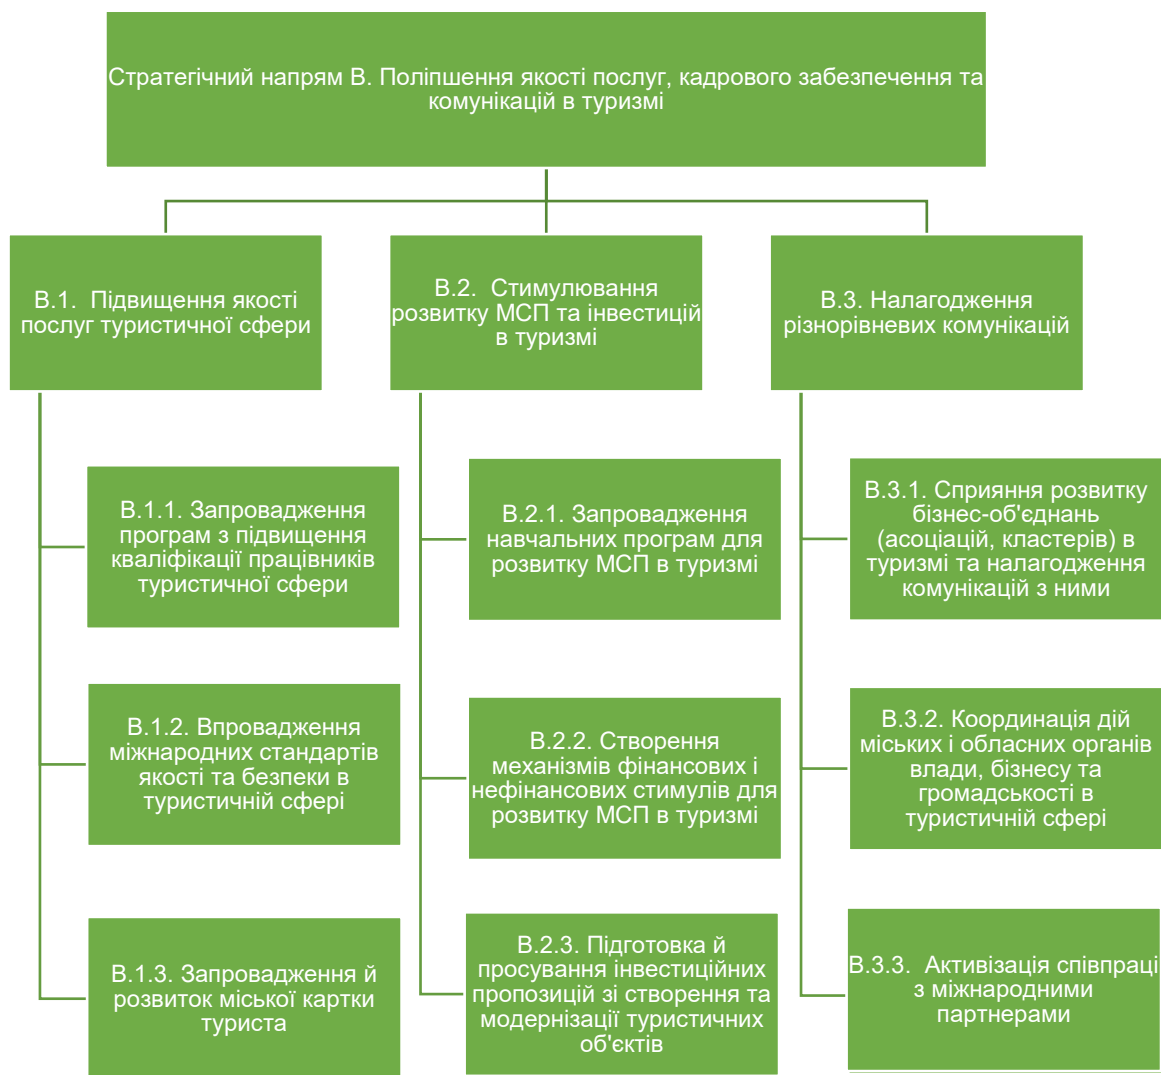 Стратегічний напрям В. Поліпшення якості послуг, кадрового забезпечення та
комунікацій в туризмі
В.1. Підвищення якості
послуг туристичної сфери
В.1.1. Запровадження
програм з підвищення
кваліфікації працівників
туристичної сфери
В.1.2. Впровадження
міжнародних стандартів
якості та безпеки в
туристичній сфері
В.1.3. Запровадження й
розвиток міської картки
туриста
В.2. Стимулювання
розвитку МСП та інвестицій
в туризмі
В.2.1. Запровадження
навчальних програм для
розвитку МСП в туризмі
В.2.2. Створення
механізмів фінансових і
нефінансових стимулів для
розвитку МСП в туризмі
В.2.3. Підготовка й
просування інвестиційних
пропозицій зі створення та
модернізації туристичних
об'єктів
В.3. Налагодження
різнорівневих комунікацій
В.3.1. Сприяння розвитку
бізнес-об'єднань
(асоціацій, кластерів) в
туризмі та налагодження
комунікацій з ними
В.3.2. Координація дій
міських і обласних органів
влади, бізнесу та
громадськості в
туристичній сфері
В.3.3. Активізація співпраці
з міжнародними
партнерами